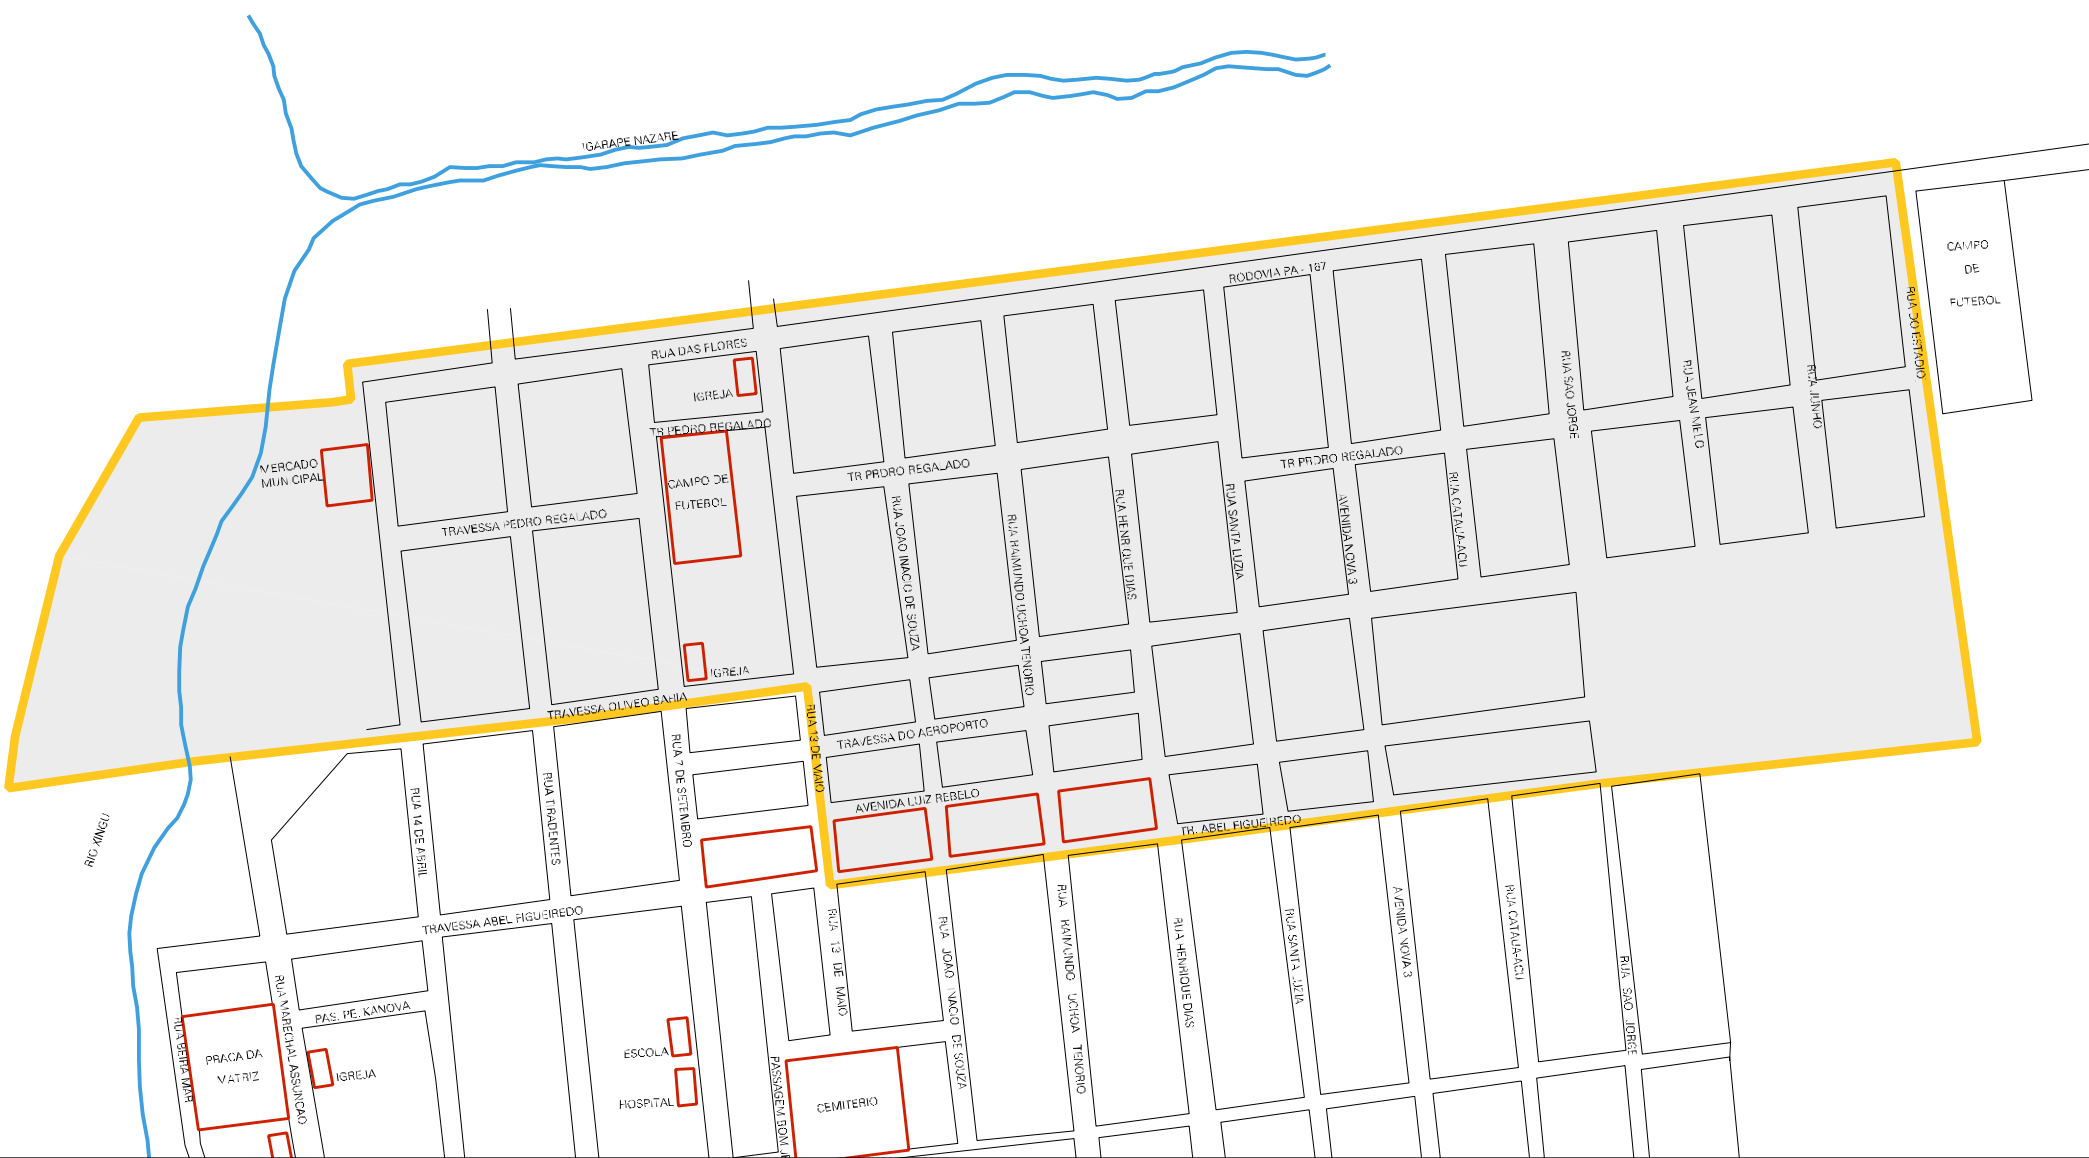 IGARAPE NAZARE
CAMPO
DE
FUTEBOL
RODOVIA PA - 167
RUA DO ESTADIO
RUA DAS FLORES
IGREJA
RUA SAO JORGE
RUA JEAN MELO
RUA JUNHO
TR PEDRO REGALADO
MERCADO
MUNICIPAL
CAMPO DE
FUTEBOL
TR PRDRO REGALADO
TR PRDRO REGALADO
TRAVESSA PEDRO REGALADO
RUA JOAO INACIO DE SOUZA
RUA RAIMUNDO UCHOA TENORIO
RUA HENRIQUE DIAS
RUA SANTA LUZIA
AVENIDA NOVA 3
RUA CATAUA-ACU
IGREJA
TRAVESSA OLIVEO BAHIA
RUA 13 DE MAIO
TRAVESSA DO AEROPORTO
RUA 7 DE SETEMBRO
RUA TIRADENTES
RUA 14 DE ABRIL
AVENIDA LUIZ REBELO
TR. ABEL FIGUEIREDO
RIO XINGU
TRAVESSA ABEL FIGUEIREDO
RUA 13 DE MAIO
RUA JOAO INACIO DE SOUZA
RUA RAIMUNDO UCHOA TENORIO
RUA HENRIQUE DIAS
RUA SANTA LUZIA
AVENIDA NOVA 3
RUA CATAUA-ACU
RUA SAO JORGE
RUA MARECHAL ASSUNCAO
PAS. PE. KANOVA
RUA BEIRA MAR
PRACA DA
MATRIZ
IGREJA
ESCOLA
HOSPITAL
PASSAGEM BOM
CEMITERIO